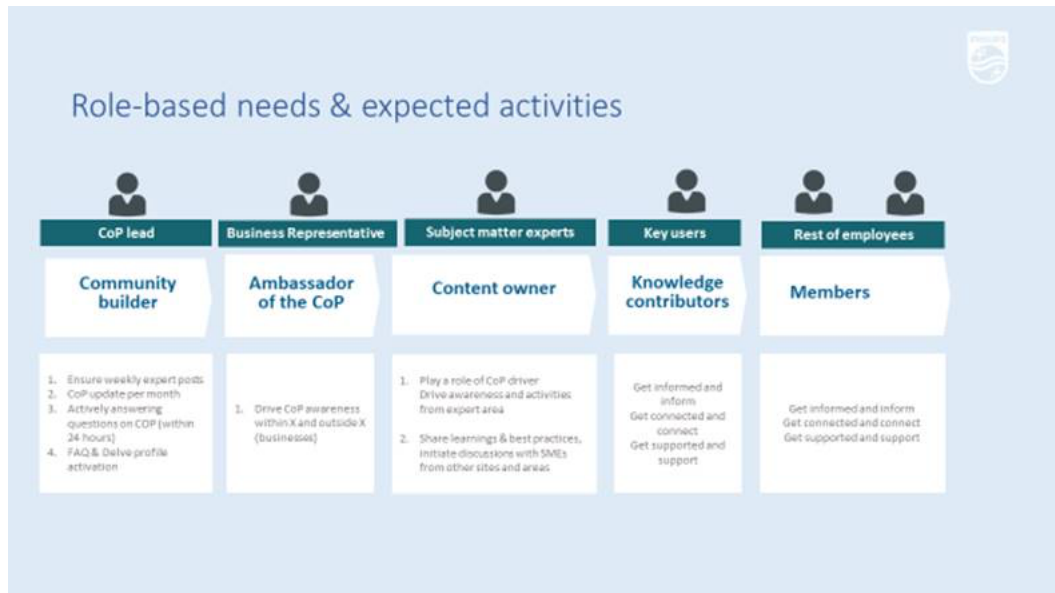 PHILIPS
Role-based needs & expected activities
CoP lead
Community
builder
1. Ensure weekly expert posts
2. CoP update per month
3. Actively answering
questions on COP (within
24 hours)
4. FAQ & Delve profile
activation
Business Representative
Ambassador
of the CoP
1. Drive CoP awareness
within X and outside X
(businesses)
Subject matter experts
Content owner
1. Play a role of CoP driver
Drive awareness and activities
from expert area
2. Share learnings & best practices,
initiate discussions with SMEs
from other sites and areas
Key users
Knowledge
contributors
Get informed and
inform
Get connected and
connect
Get supported and
support
Rest of employees
Members
Get informed and inform
Get connected and connect
Get supported and support